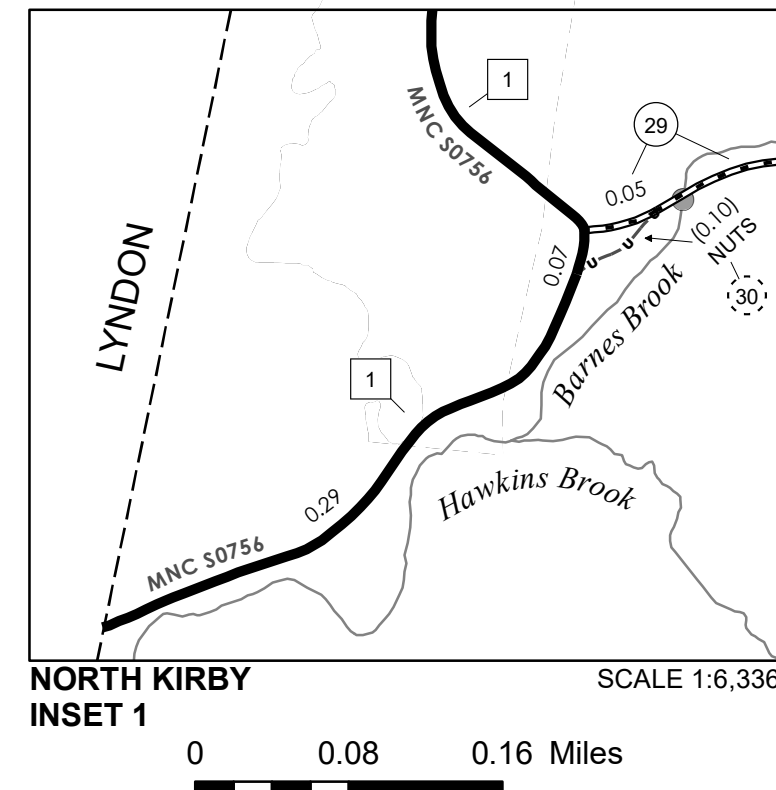 1
MNC S0756
29
0.05
(0.10)
NUTS
30
0.07
LYNDON
Barnes Brook
1
Hawkins Brook
0.29
MNC S0756
U
U
NORTH KIRBY
INSET 1
SCALE 1:6,336
0 0.08 0.16 Miles